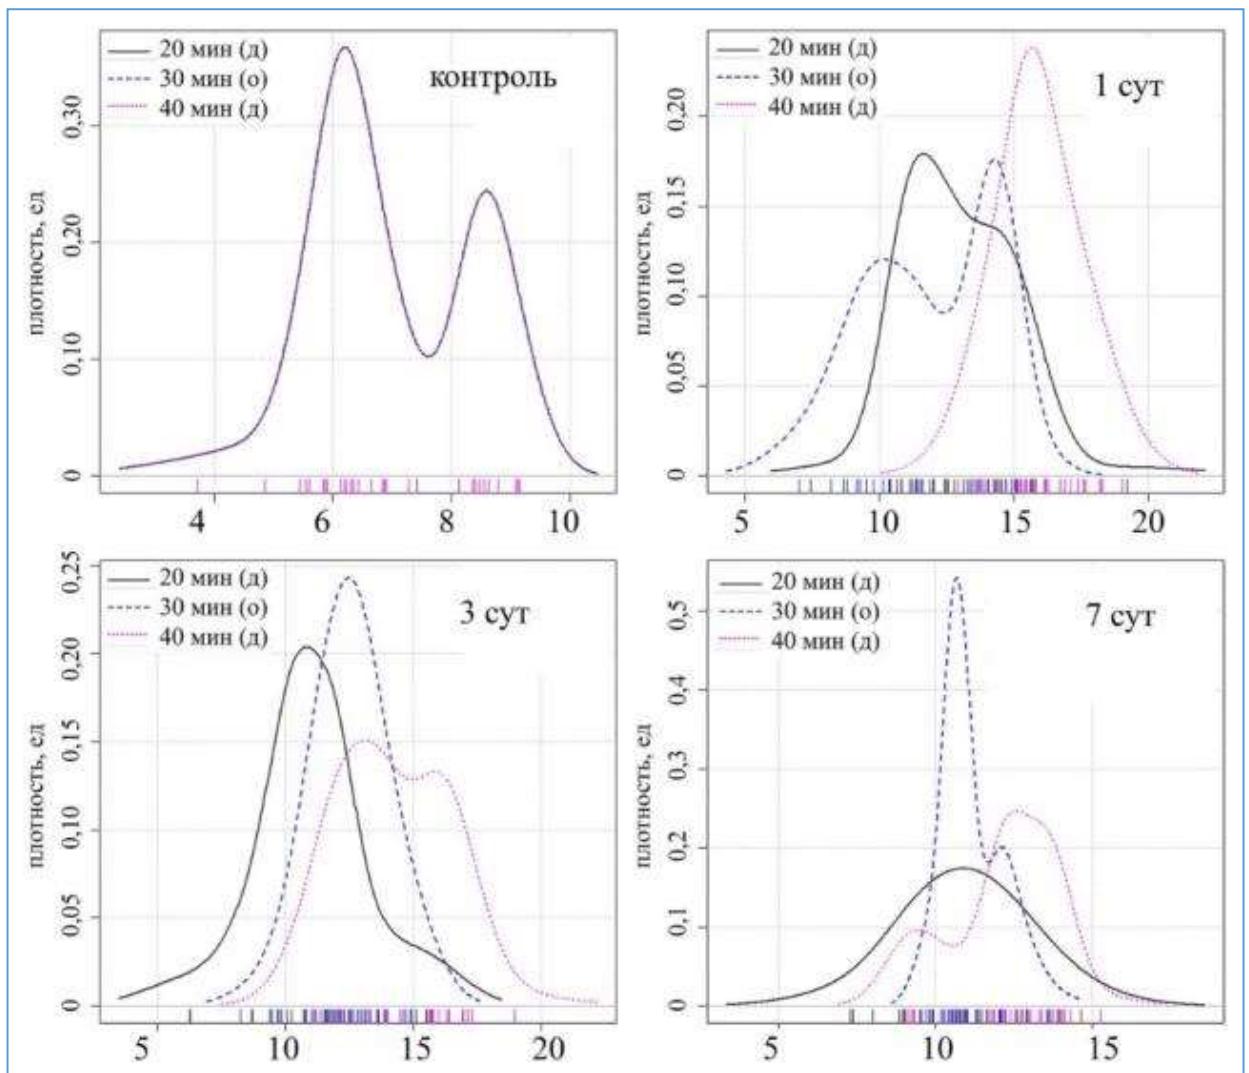 20 мин (д)
30 мин (о)
40 мин (д)
контроль
плотность, ед
0,30
0,20
0,10
0
4
6
8
10
20 мин (д)
30 мин (о)
40 мин (д)
1 сут
плотность, ед
0,20
0,15
0,10
0,05
0
5
10
15
20
20 мин (д)
30 мин (о)
40 мин (д)
3 сут
плотность, ед
0,25
0,20
0,15
0,10
0,05
0
5
10
15
20
20 мин (д)
30 мин (о)
40 мин (д)
7 сут
плотность, ед
0,5
0,4
0,3
0,2
0,1
0
5
10
15